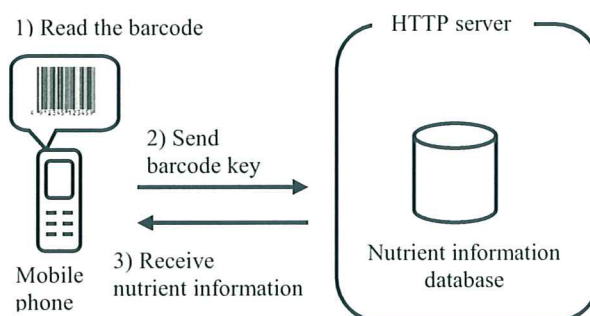 1) Read the barcode
HTTP server
2) Send
barcode key
3) Receive
nutrient information
Mobile
phone
Nutrient information
database